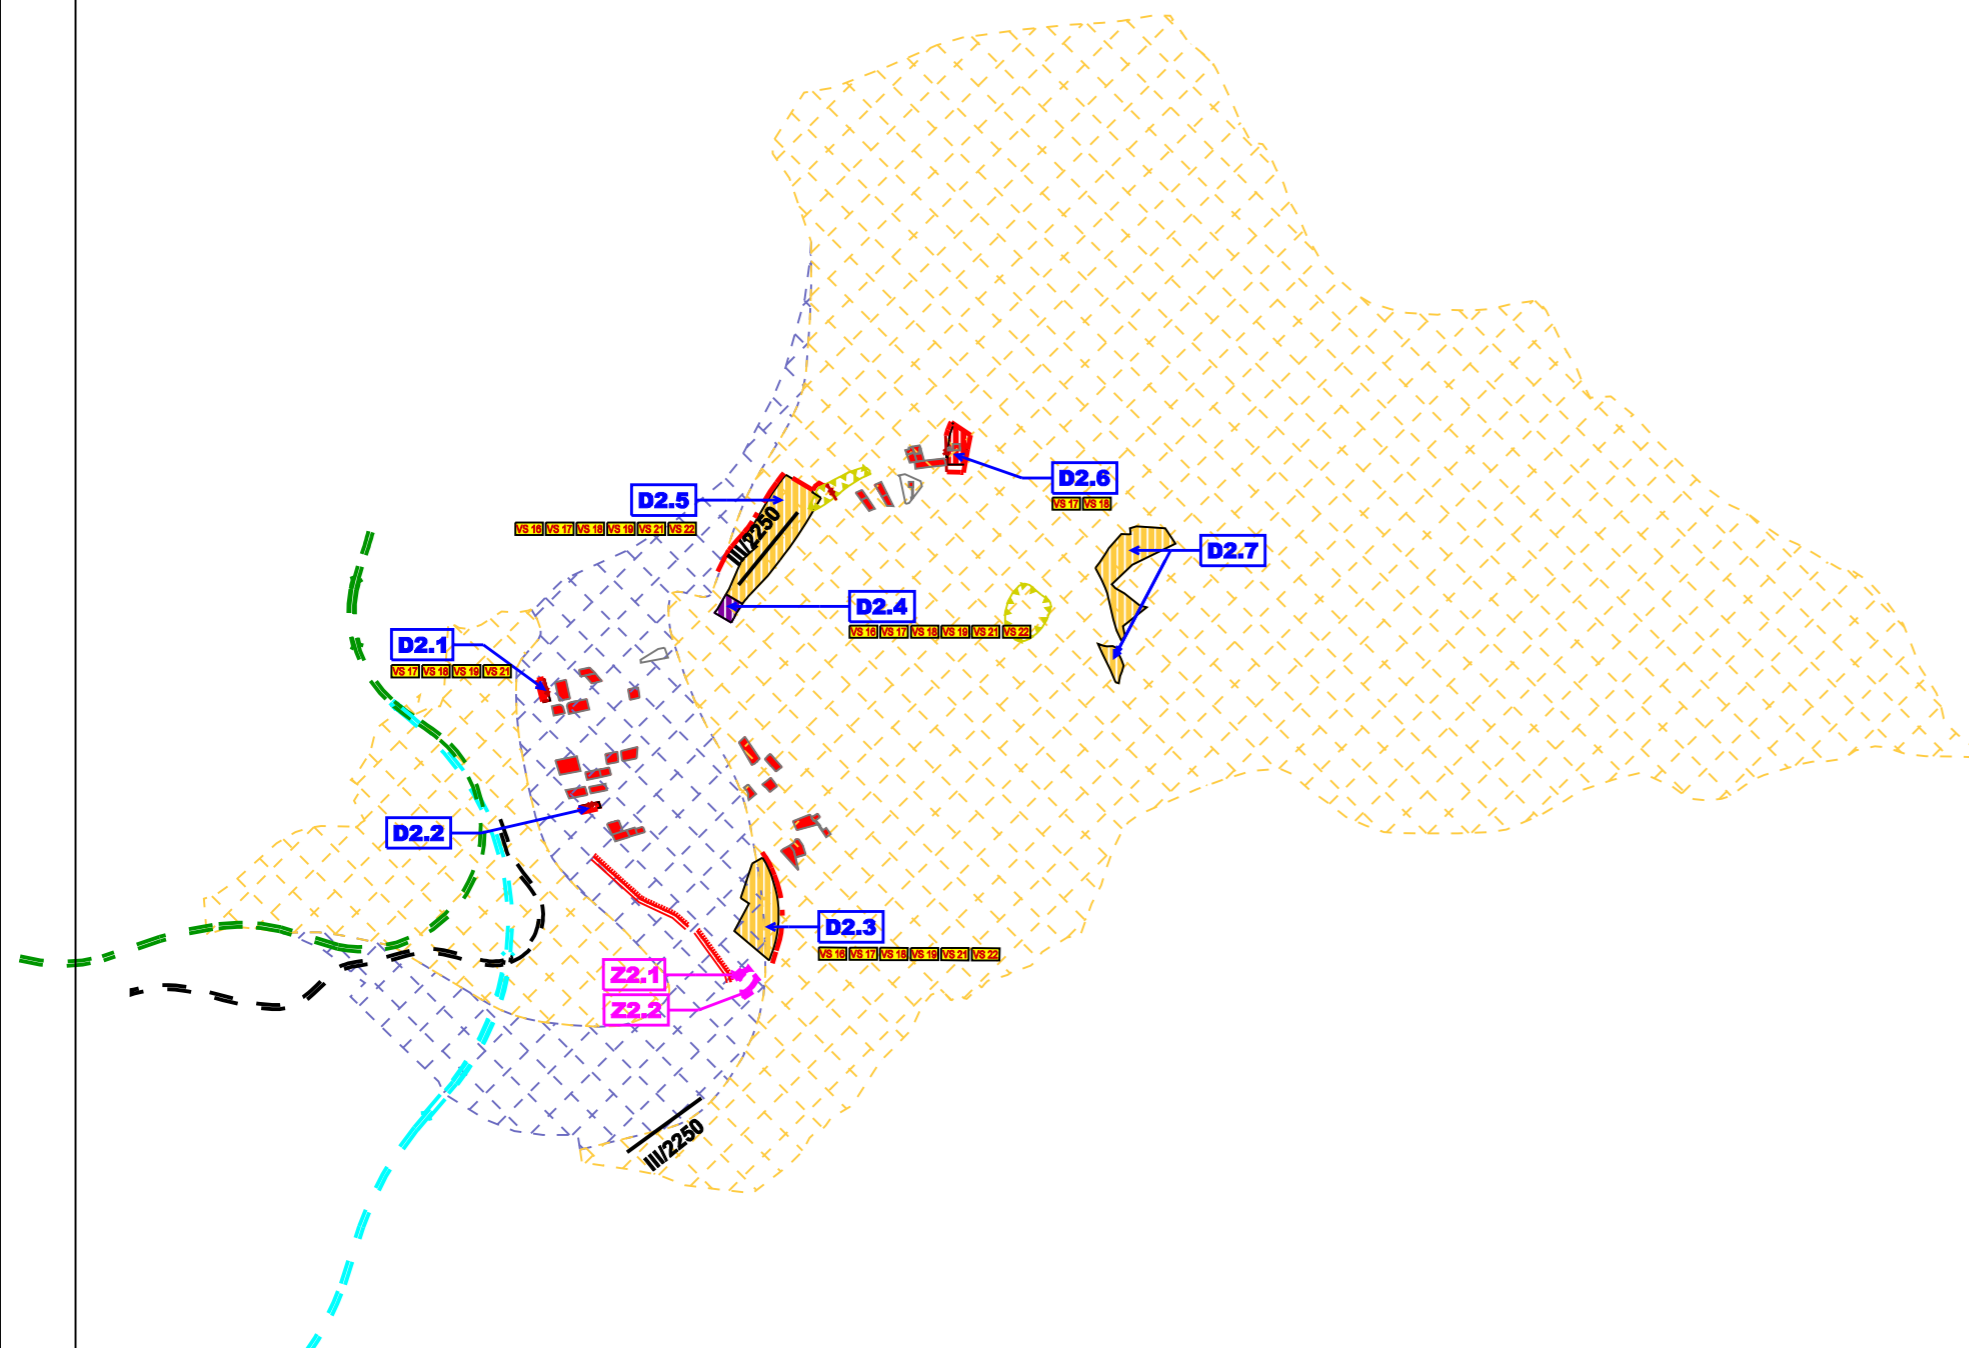 D2.6
VS 17 VS 18
D2.5
VS 16 VS 17 VS 18 VS 19 VS 21 VS 22
III/2250
D2.7
D2.4
VS 16 VS 17 VS 18 VS 19 VS 21 VS 22
D2.1
VS 17 VS 18 VS 19 VS 21
D2.2
D2.3
VS 16 VS 17 VS 18 VS 19 VS 21 VS 22
Z2.1
Z2.2
III/2250